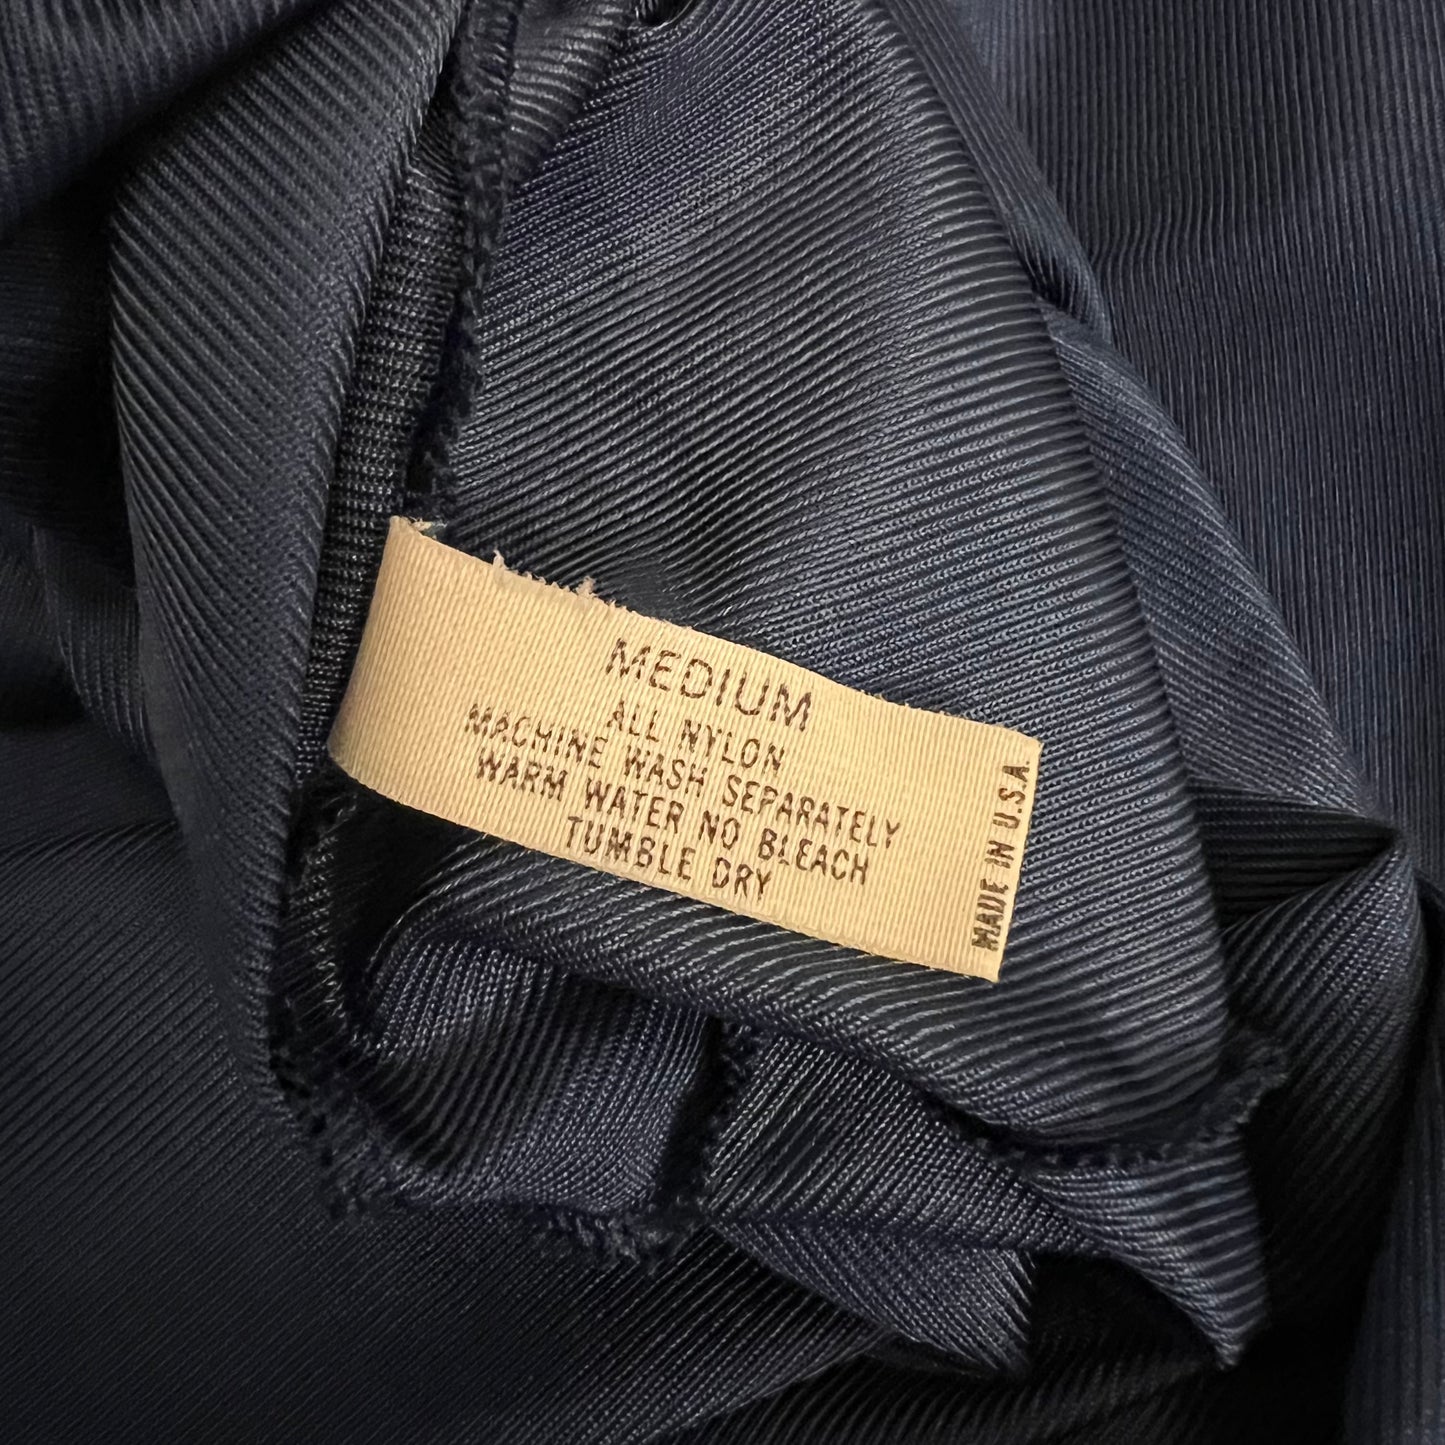 MEDIUM
ALL NYLON
MACHINE WASH SEPARATELY
WARM WATER NO BLEACH
TUMBLE DRY
MADE IN U.S.A.